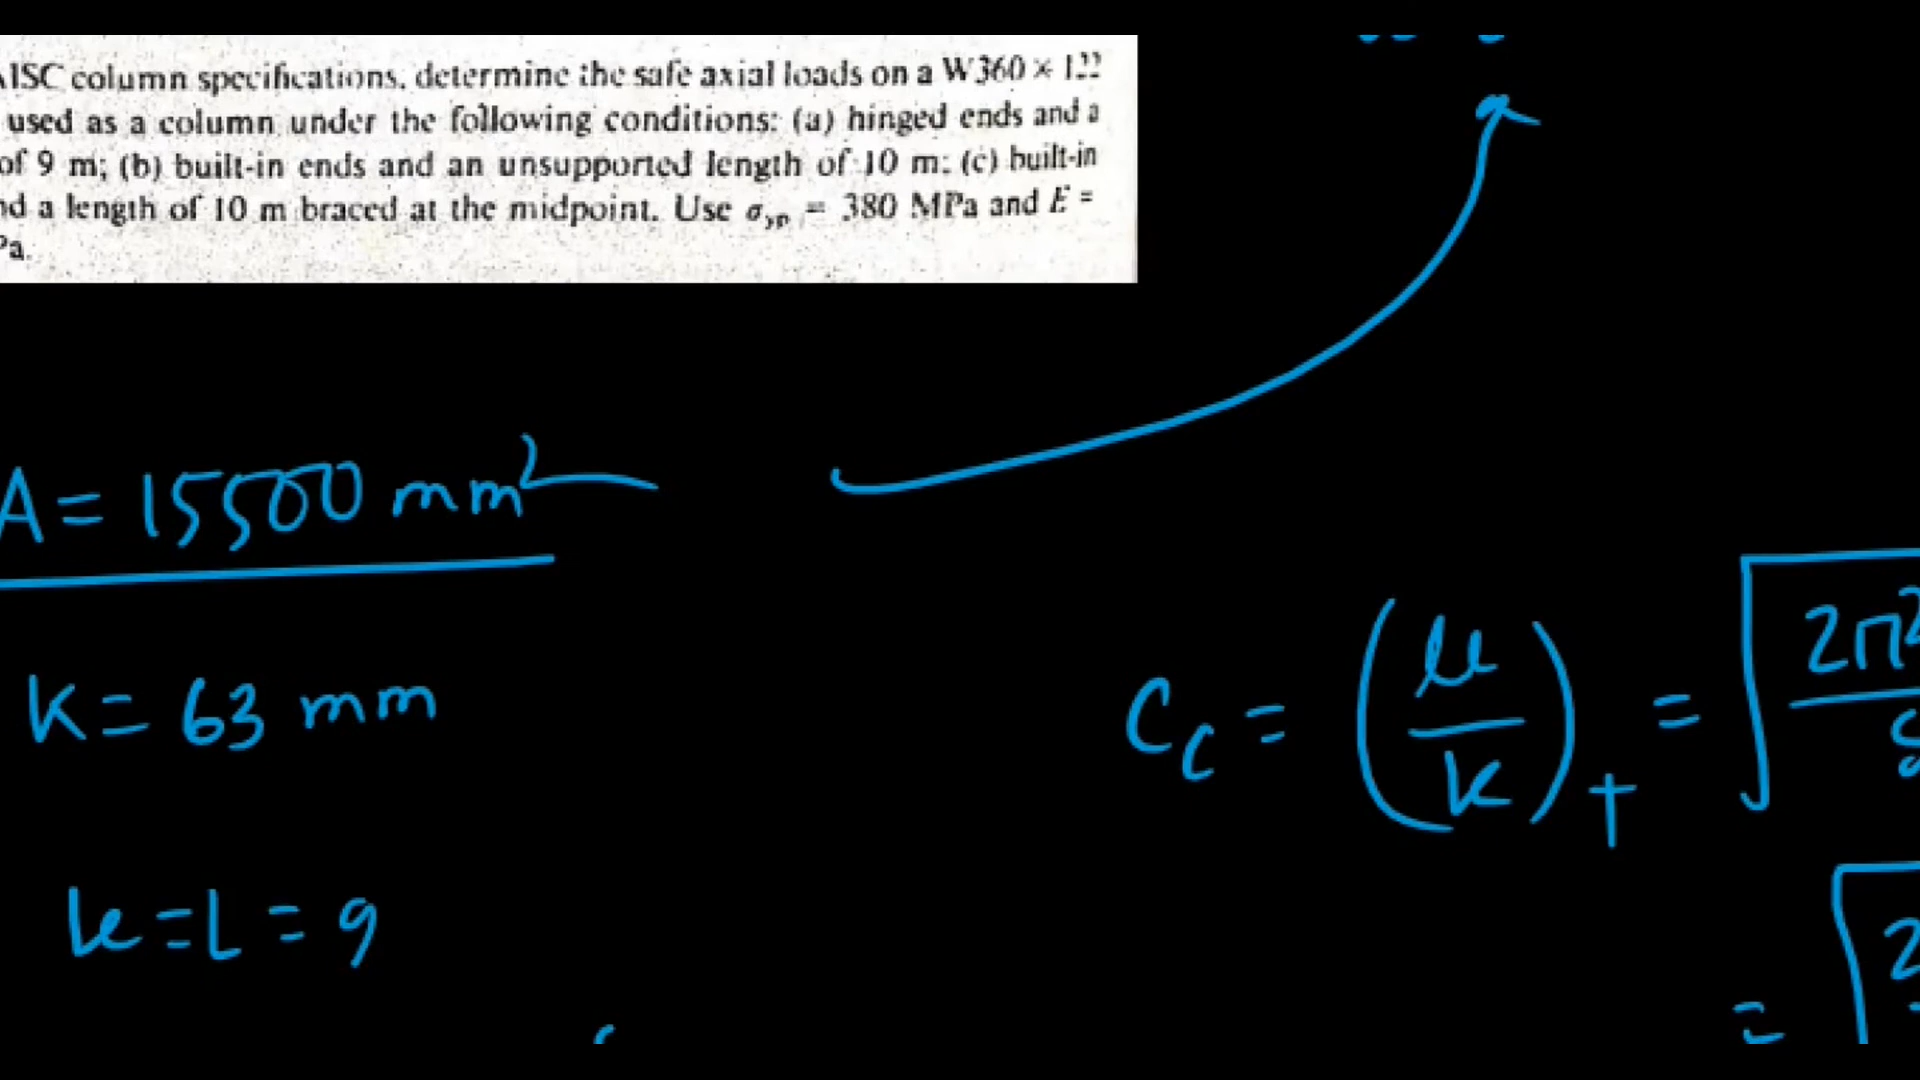 AISC column specifications, determine the safe axial loads on a W360 × 122
used as a column under the following conditions: (a) hinged ends and a
of 9 m; (b) built-in ends and an unsupported length of 10 m: (c) built-in
nd a length of 10 m braced at the midpoint. Use σyp = 380 MPa and E =
Pa.
A = 15500 mm²
K = 63 mm
Le = L = 9
Cc = (Le/k)+ = √2π²
= √2